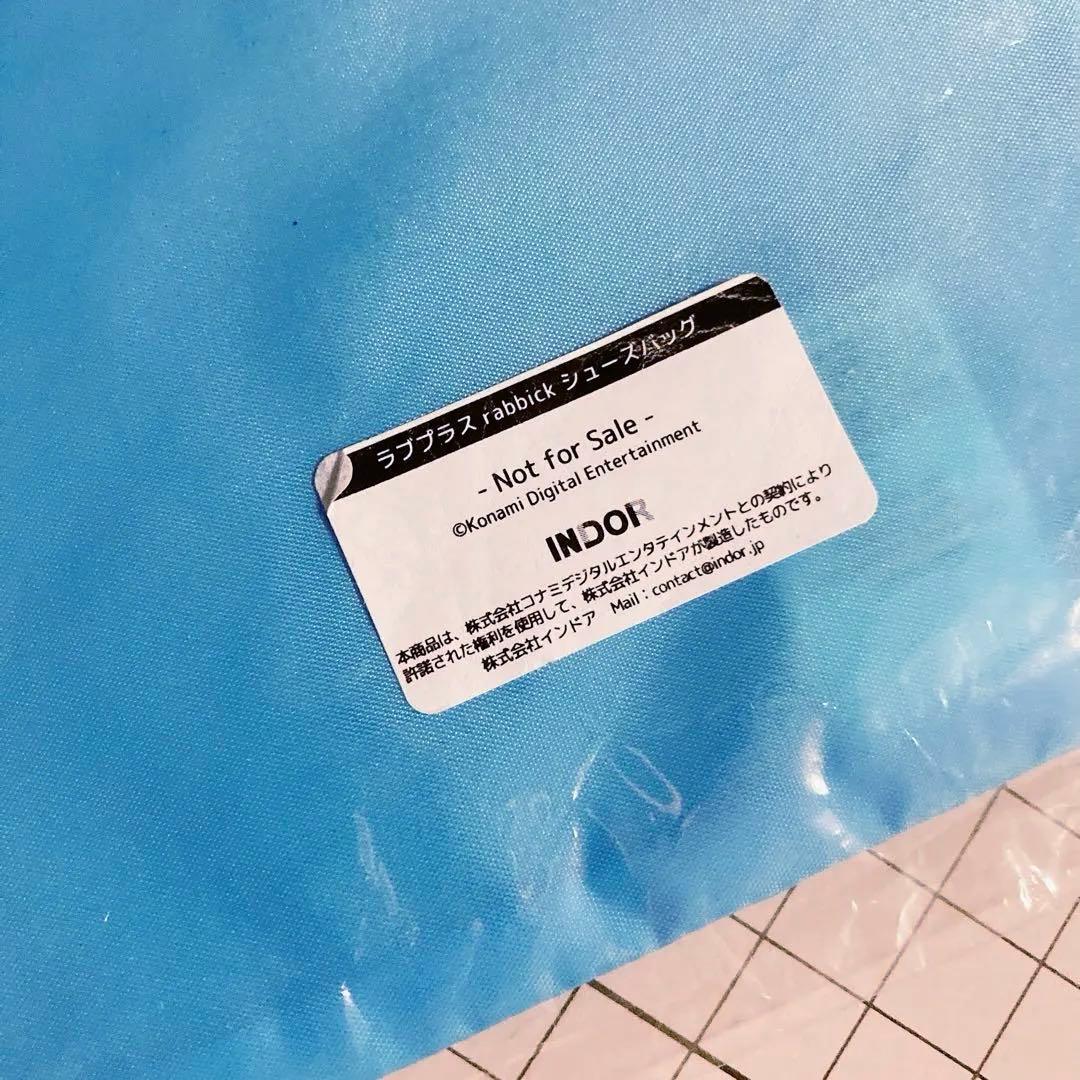 ラブプラス rabbick シューズバッグ
- Not for Sale -
©Konami Digital Entertainment
INDOR
本商品は、株式会社コナミデジタルエンタテインメントとの契約により
許諾された権利を使用して、株式会社インドアが製造したものです。
株式会社インドア Mail：contact@indor.jp